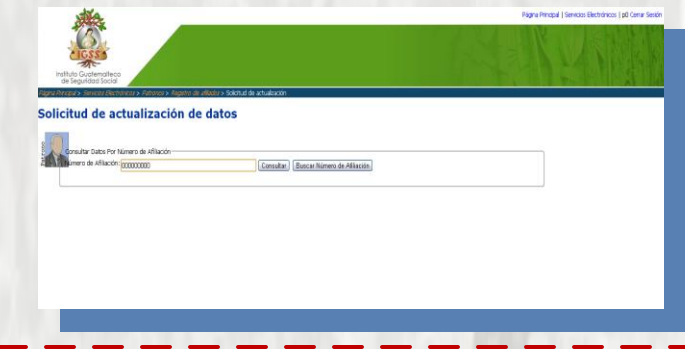 Página Principal | Servicios Electrónicos | p0 Cerrar Sesión
IGSS
Instituto Guatemalteco
de Seguridad Social
Página Principal > Servicios Electrónicos > Patronos > Registro de afiliados > Solicitud de actualización
Solicitud de actualización de datos
Consultar Datos Por Número de Afiliación
Número de Afiliación: 000000000 Consultar Buscar Número de Afiliación